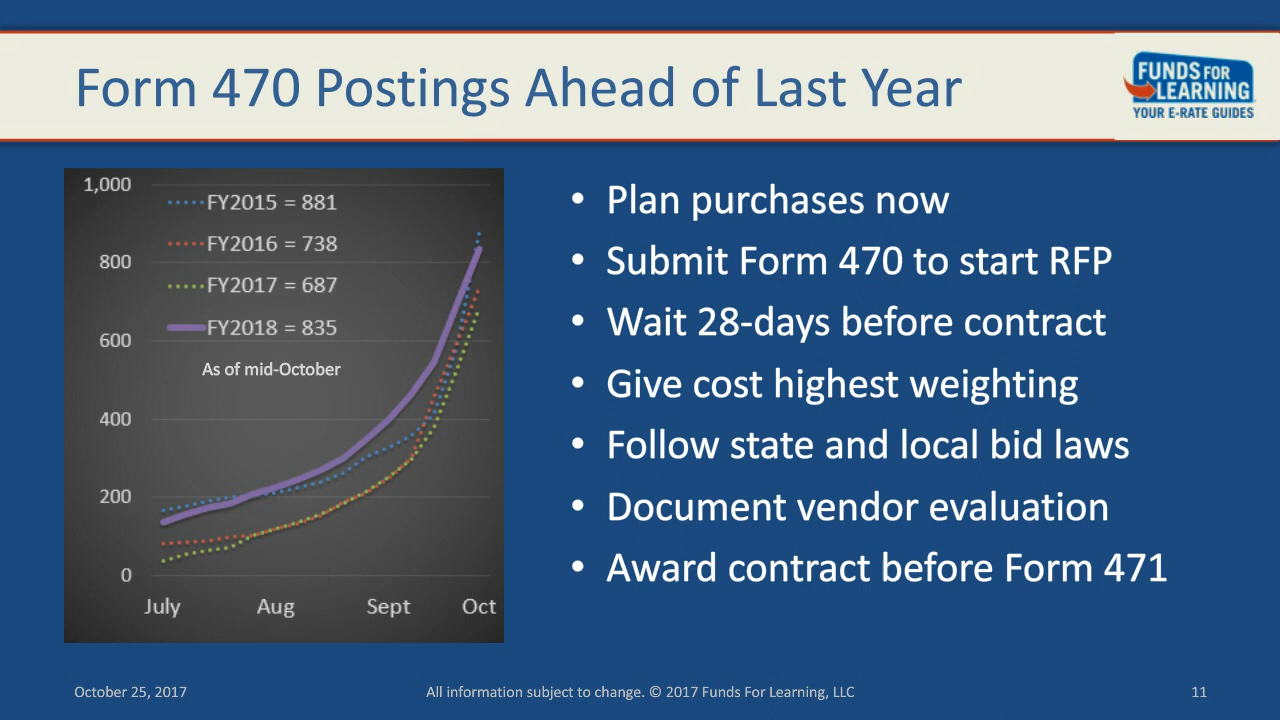 Form 470 Postings Ahead of Last Year
FUNDS FOR
LEARNING
YOUR E-RATE GUIDES
1,000
800
600
400
200
0
FY2015 = 881
FY2016 = 738
FY2017 = 687
FY2018 = 835
As of mid-October
July Aug Sept Oct
• Plan purchases now
• Submit Form 470 to start RFP
• Wait 28-days before contract
• Give cost highest weighting
• Follow state and local bid laws
• Document vendor evaluation
• Award contract before Form 471
October 25, 2017
All information subject to change. © 2017 Funds For Learning, LLC
11